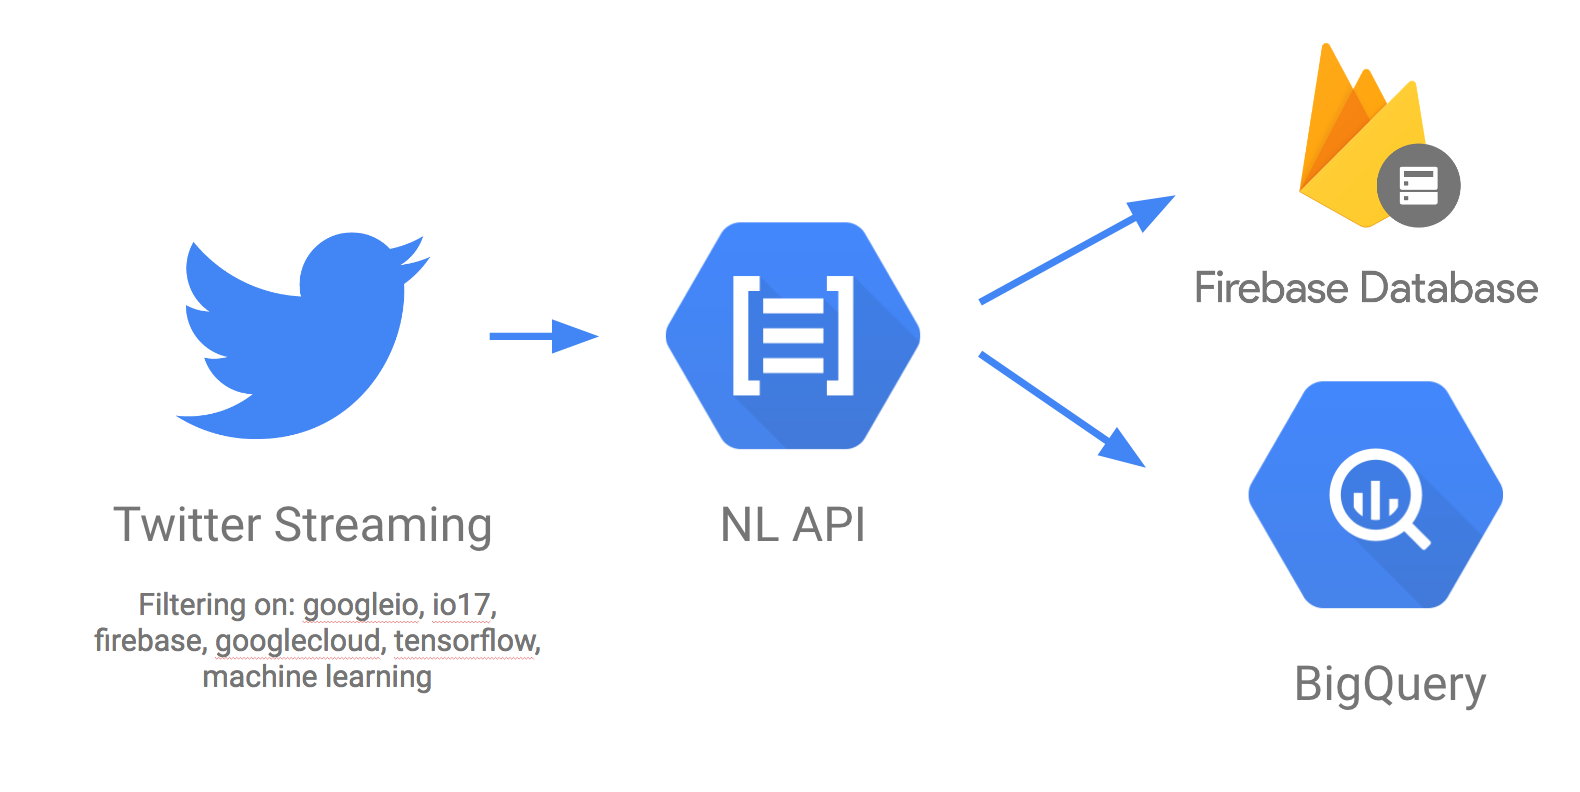 Twitter Streaming
Filtering on: googleio, io17,
firebase, googlecloud, tensorflow,
machine learning
NL API
Firebase Database
BigQuery